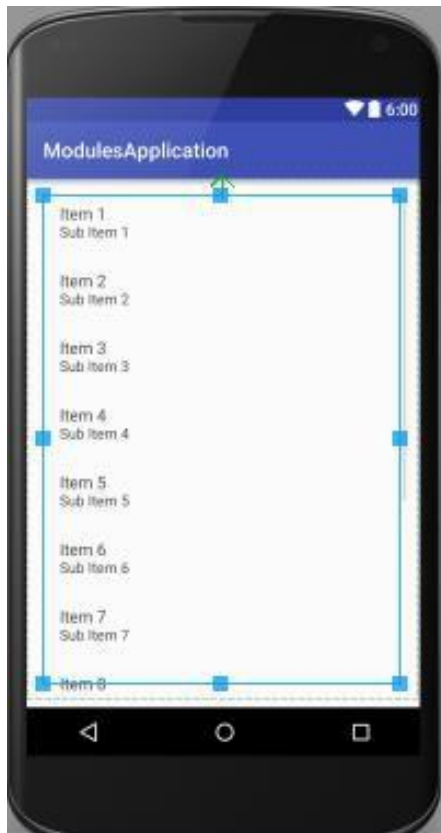 6:00
ModulesApplication
Item 1
Sub Item 1
Item 2
Sub Item 2
Item 3
Sub Item 3
Item 4
Sub Item 4
Item 5
Sub Item 5
Item 6
Sub Item 6
Item 7
Sub Item 7
Item 8